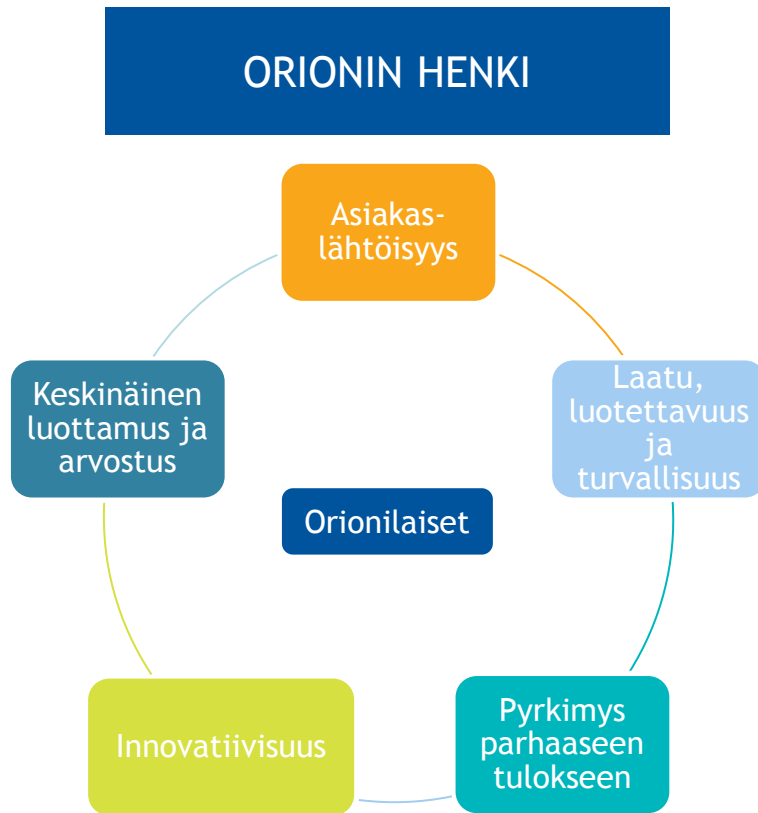 ORIONIN HENKI
Asiakas-
lähtöisyys
Keskinäinen
luottamus ja
arvostus
Laatu,
luotettavuus
ja
turvallisuus
Orionilaiset
Innovatiivisuus
Pyrkimys
parhaaseen
tulokseen